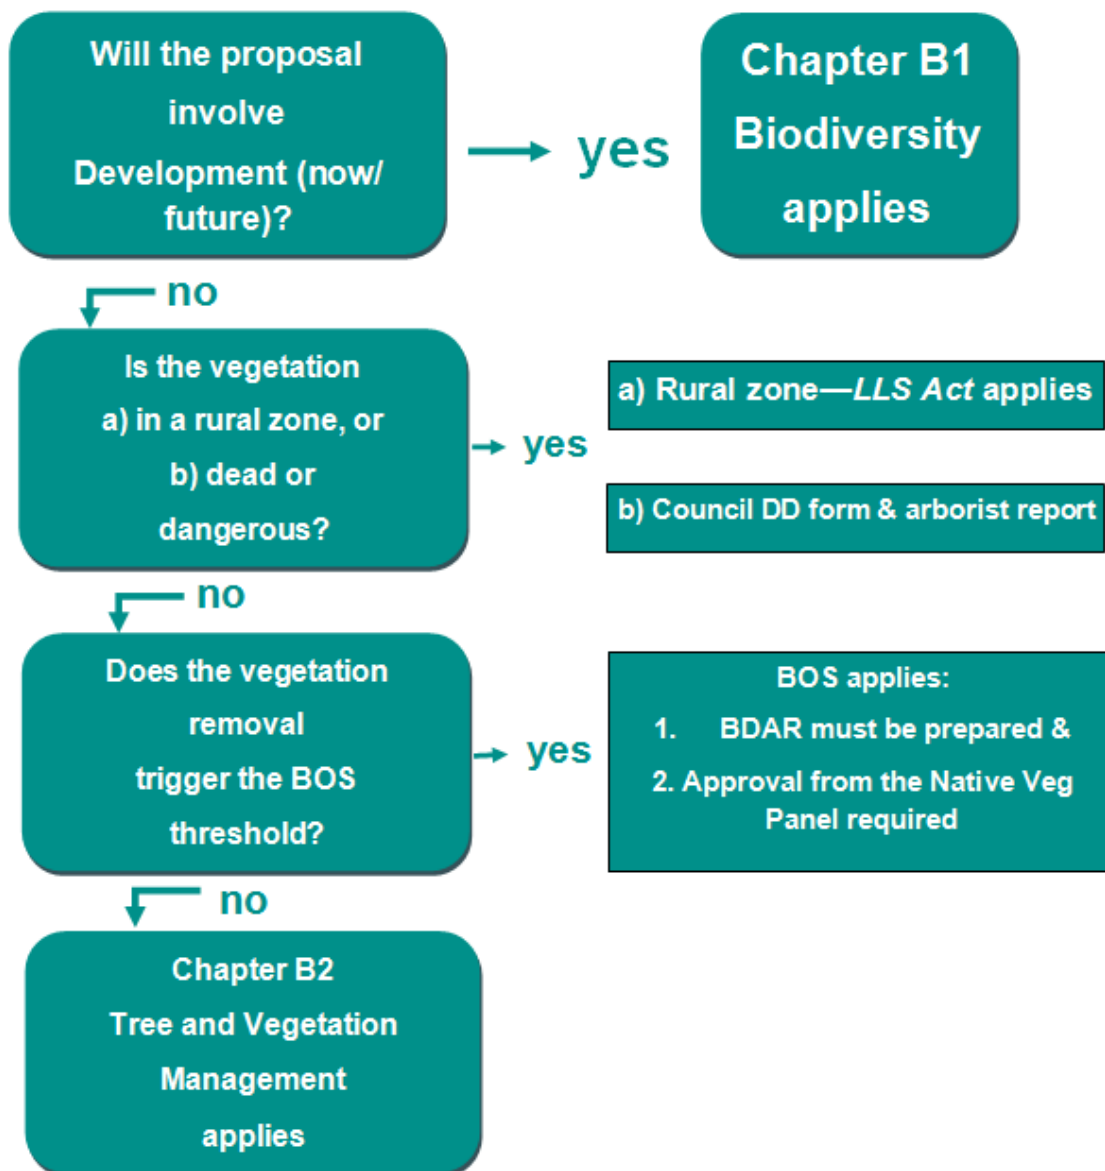 Will the proposal
involve
Development (now/
future)?
yes
Chapter B1
Biodiversity
applies
no
Is the vegetation
a) in a rural zone, or
b) dead or
dangerous?
yes
a) Rural zone—LLS Act applies
b) Council DD form & arborist report
no
Does the vegetation
removal
trigger the BOS
threshold?
yes
BOS applies:
1. BDAR must be prepared &
2. Approval from the Native Veg
Panel required
no
Chapter B2
Tree and Vegetation
Management
applies